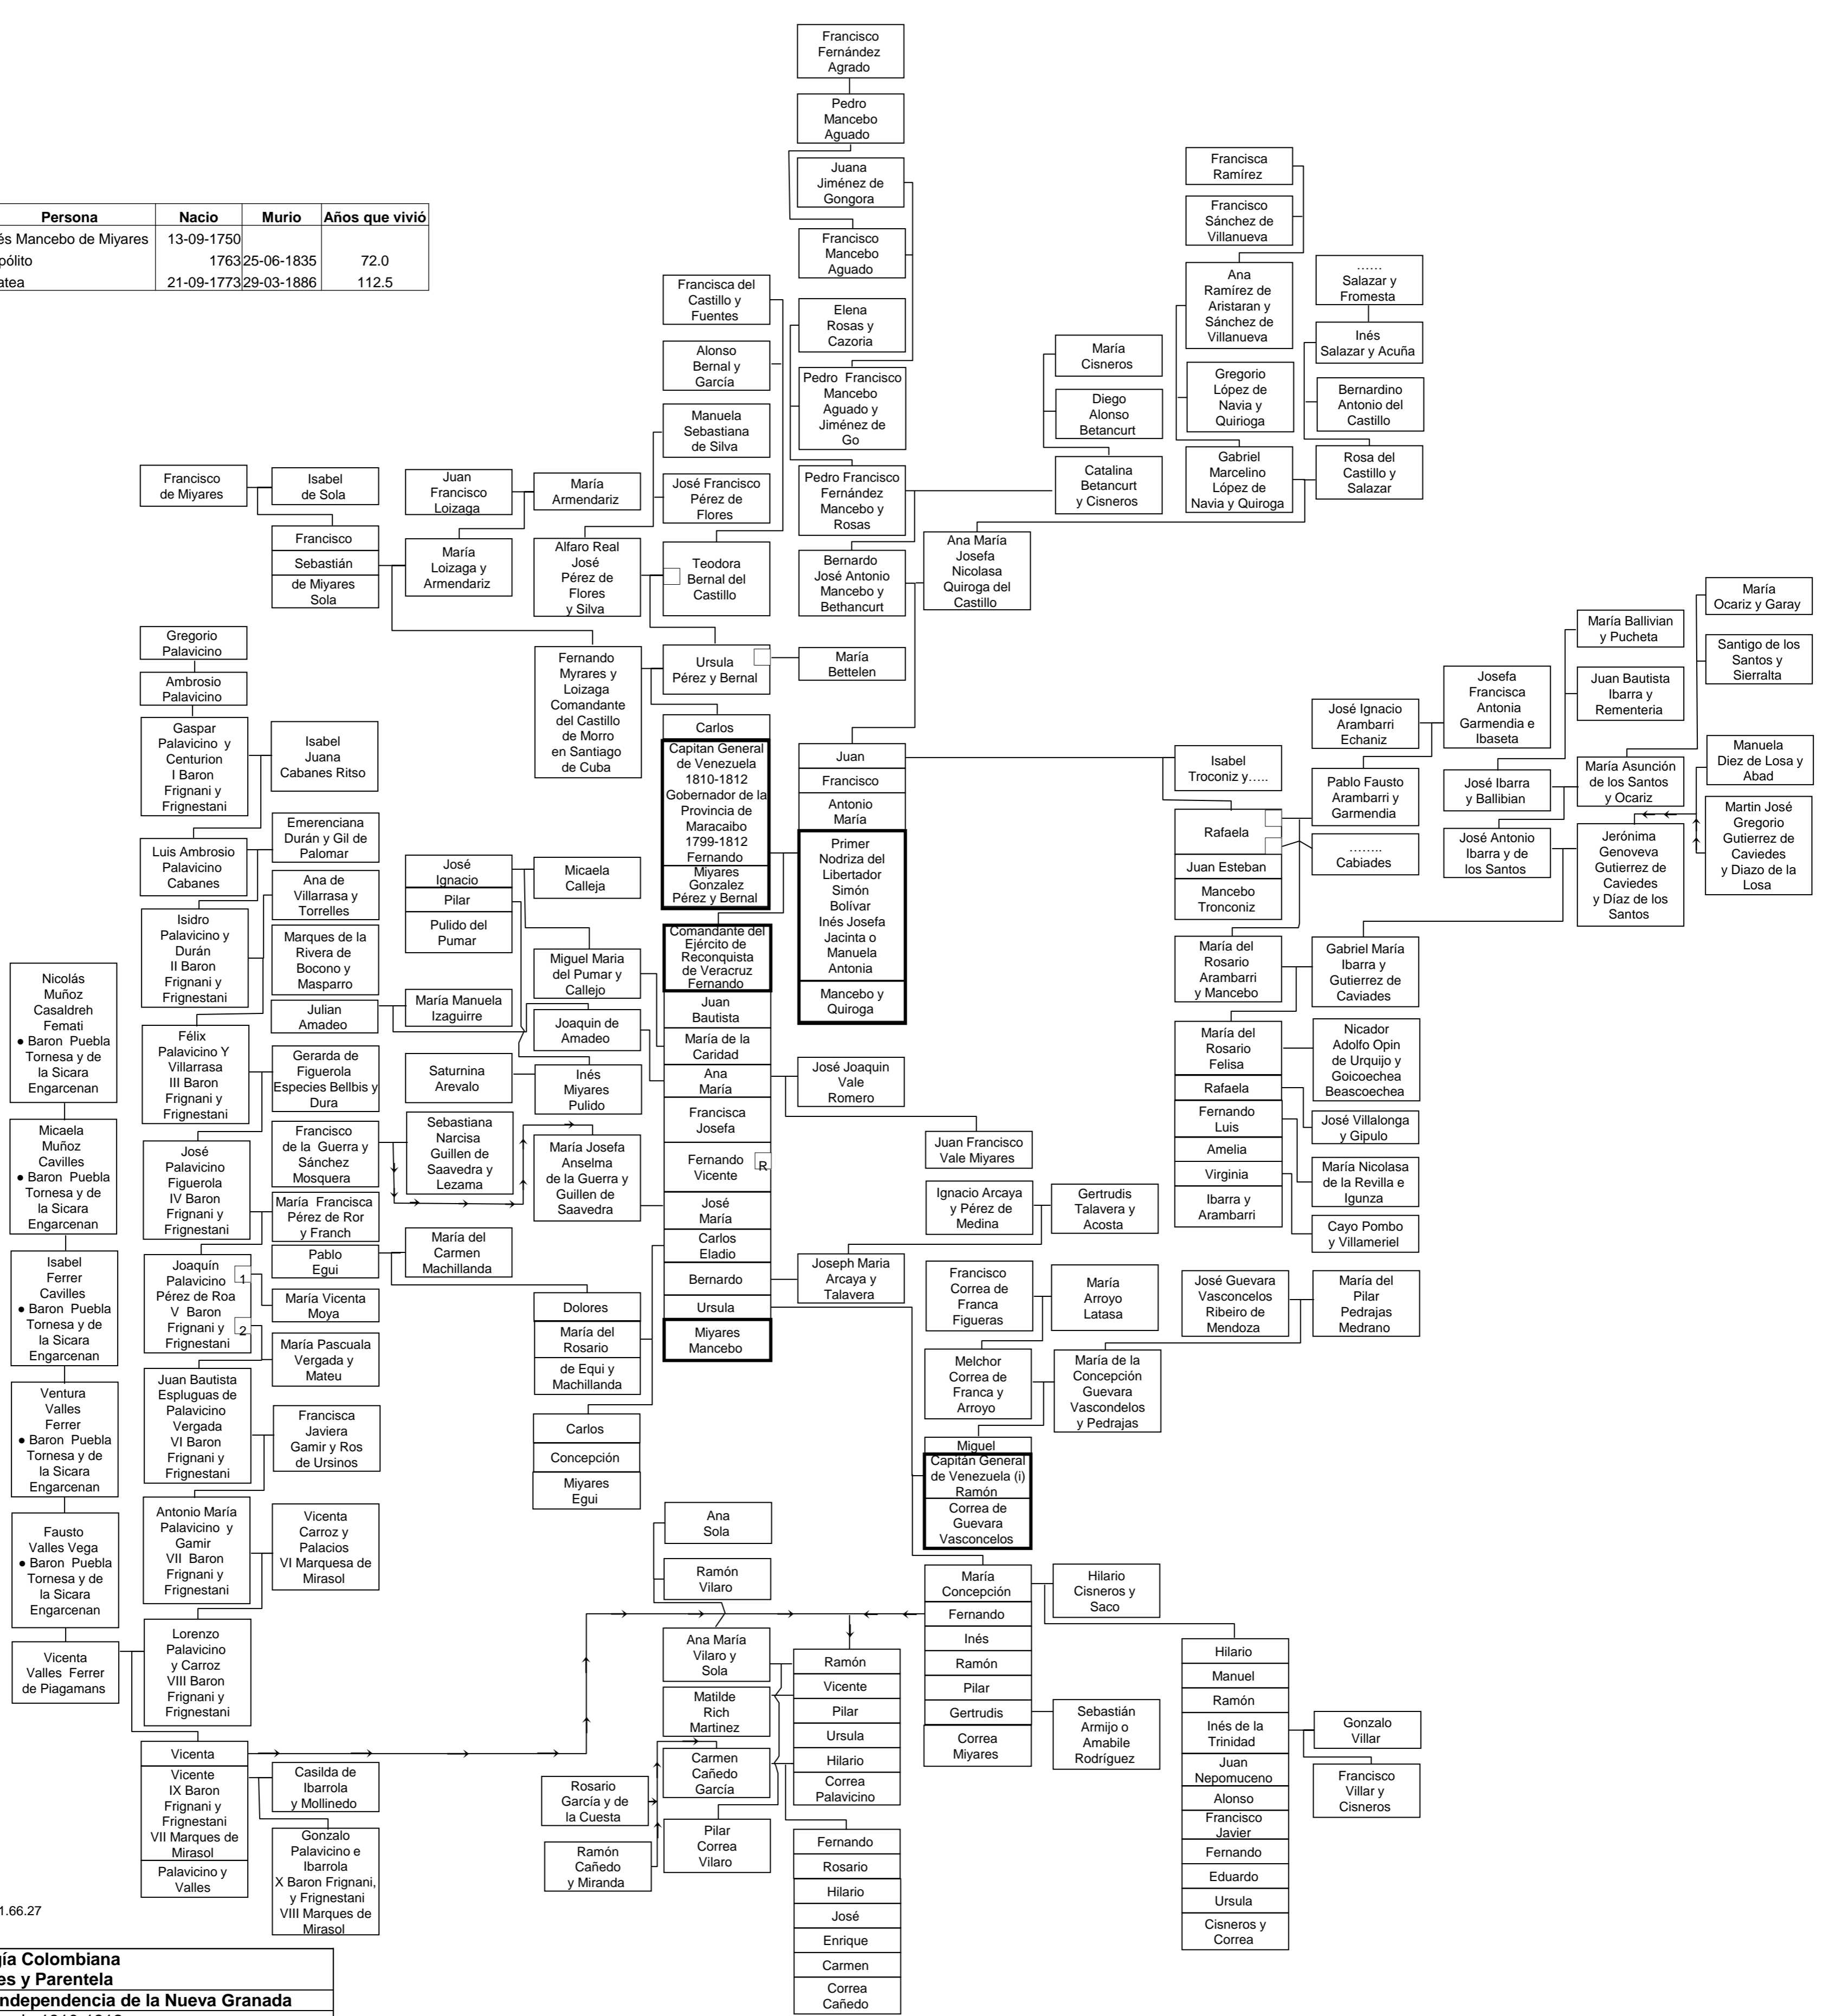 Francisco
Fernández
Agrado
Pedro
Mancebo
Aguado
Juana
Jiménez de
Gongora
Francisco
Mancebo
Aguado
Francisca
Ramírez
Francisco
Sánchez de
Villanueva
Persona Nacio Murio Años que vivió
és Mancebo de Miyares 13-09-1750
pólito 1763 25-06-1835 72.0
atea 21-09-1773 29-03-1886 112.5
Francisca del
Castillo y
Fuentes
Alonso
Bernal y
García
Manuela
Sebastiana
de Silva
José Francisco
Pérez de
Flores
Elena
Rosas y
Cazoria
Pedro Francisco
Mancebo
Aguado y
Jiménez de
Go
Pedro Francisco
Fernández
Mancebo y
Rosas
María
Cisneros
Diego
Alonso
Betancurt
Catalina
Betancurt
y Cisneros
Ana
Ramírez de
Aristaran y
Sánchez de
Villanueva
Gregorio
López de
Navia y
Quirioga
Gabriel
Marcelino
López de
Navia y Quiroga
……
Salazar y
Fromesta
Inés
Salazar y Acuña
Bernardino
Antonio del
Castillo
Rosa del
Castillo y
Salazar
Francisco
de Miyares
Isabel
de Sola
Juan
Francisco
Loizaga
María
Armendariz
Francisco
Sebastián
de Miyares
Sola
María
Loizaga y
Armendariz
Alfaro Real
José
Pérez de
Flores
y Silva
Teodora
Bernal del
Castillo
Bernardo
José Antonio
Mancebo y
Bethancurt
Ana María
Josefa
Nicolasa
Quiroga del
Castillo
Fernando
Myrares y
Loizaga
Comandante
del Castillo
de Morro
en Santiago
de Cuba
Ursula
Pérez y Bernal
María
Bettelen
Carlos
Capitan General
de Venezuela
1810-1812
Gobernador de la
Provincia de
Maracaibo
1799-1812
Fernando
Miyares
Gonzalez
Pérez y Bernal
Juan
Francisco
Antonio
María
Primer
Nodriza del
Libertador
Simón
Bolívar
Inés Josefa
Jacinta o
Manuela
Antonia
Mancebo y
Quiroga
Isabel
Troconiz y…..
Rafaela
Juan Esteban
Mancebo
Tronconiz
José Ignacio
Arambarri
Echaniz
Josefa
Francisca
Antonia
Garmendia e
Ibaseta
Pablo Fausto
Arambarri y
Garmendia
……..
Cabiades
María Ballivian
y Pucheta
Juan Bautista
Ibarra y
Rementeria
María
Ocariz y Garay
Santigo de los
Santos y
Sierralta
José Ibarra
y Ballibian
María Asunción
de los Santos
y Ocariz
Manuela
Diez de Losa y
Abad
Martin José
Gregorio
Gutierrez de
Caviedes
y Diazo de la
Losa
José Antonio
Ibarra y de
los Santos
Jerónima
Genoveva
Gutierrez de
Caviedes
y Díaz de los
Santos
María del
Rosario
Arambarri
y Mancebo
Gabriel María
Ibarra y
Gutierrez de
Caviades
María del
Rosario
Felisa
Rafaela
Fernando
Luis
Amelia
Virginia
Ibarra y
Arambarri
Nicador
Adolfo Opin
de Urquijo y
Goicoechea
Beascoechea
José Villalonga
y Gipulo
María Nicolasa
de la Revilla e
Igunza
Cayo Pombo
y Villameriel
Gregorio
Palavicino
Ambrosio
Palavicino
Gaspar
Palavicino y
Centurion
I Baron
Frignani y
Frignestani
Isabel
Juana
Cabanes Ritso
Luis Ambrosio
Palavicino
Cabanes
Emerenciana
Durán y Gil de
Palomar
Isidro
Palavicino y
Durán
II Baron
Frignani y
Frignestani
Ana de
Villarrasa y
Torrelles
Marques de la
Rivera de
Bocono y
Masparro
Félix
Palavicino Y
Villarrasa
III Baron
Frignani y
Frignestani
Julian
Amadeo
María Manuela
Izaguirre
Gerarda de
Figuerola
Especies Bellbis y
Dura
José
Palavicino
Figuerola
IV Baron
Frignani y
Frignestani
Francisco
de la Guerra y
Sánchez
Mosquera
María Francisca
Pérez de Ror
y Franch
Joaquín
Palavicino
Pérez de Roa
V Baron
Frignani y
Frignestani
1
2
Pablo
Egui
María del
Carmen
Machillanda
María Vicenta
Moya
María Pascuala
Vergada y
Mateu
Juan Bautista
Espluguas de
Palavicino
Vergada
VI Baron
Frignani y
Frignestani
Francisca
Javiera
Gamir y Ros
de Ursinos
Antonio María
Palavicino y
Gamir
VII Baron
Frignani y
Frignestani
Vicenta
Carroz y
Palacios
VI Marquesa de
Mirasol
Lorenzo
Palavicino
y Carroz
VIII Baron
Frignani y
Frignestani
Nicolás
Muñoz
Casaldreh
Femati
● Baron Puebla
Tornesa y de
la Sicara
Engarcenan
Micaela
Muñoz
Cavilles
● Baron Puebla
Tornesa y de
la Sicara
Engarcenan
Isabel
Ferrer
Cavilles
● Baron Puebla
Tornesa y de
la Sicara
Engarcenan
Ventura
Valles
Ferrer
● Baron Puebla
Tornesa y de
la Sicara
Engarcenan
Fausto
Valles Vega
● Baron Puebla
Tornesa y de
la Sicara
Engarcenan
Vicenta
Valles Ferrer
de Piagamans
Vicenta
Vicente
IX Baron
Frignani y
Frignestani
VII Marques de
Mirasol
Palavicino y
Valles
Casilda de
Ibarrola
y Mollinedo
Gonzalo
Palavicino e
Ibarrola
X Baron Frignani,
y Frignestani
VIII Marques de
Mirasol
José
Ignacio
Pilar
Pulido del
Pumar
Micaela
Calleja
Miguel Maria
del Pumar y
Callejo
Joaquin de
Amadeo
Saturnina
Arevalo
Inés
Miyares
Pulido
Sebastiana
Narcisa
Guillen de
Saavedra y
Lezama
María Josefa
Anselma
de la Guerra y
Guillen de
Saavedra
Comandante del
Ejército de
Reconquista
de Veracruz
Fernando
Juan
Bautista
María de la
Caridad
Ana
María
Francisca
Josefa
Fernando
Vicente
R
José
María
Carlos
Eladio
Bernardo
Ursula
Miyares
Mancebo
José Joaquin
Vale
Romero
Juan Francisco
Vale Miyares
Ignacio Arcaya
y Pérez de
Medina
Gertrudis
Talavera y
Acosta
Joseph Maria
Arcaya y
Talavera
Dolores
María del
Rosario
de Equi y
Machillanda
Carlos
Concepción
Miyares
Egui
Francisco
Correa de
Franca
Figueras
María
Arroyo
Latasa
José Guevara
Vasconcelos
Ribeiro de
Mendoza
María del
Pilar
Pedrajas
Medrano
Melchor
Correa de
Franca y
Arroyo
María de la
Concepción
Guevara
Vascondelos
y Pedrajas
Miguel
Capitán General
de Venezuela (i)
Ramón
Correa de
Guevara
Vasconcelos
María
Concepción
Fernando
Inés
Ramón
Pilar
Gertrudis
Correa
Miyares
Hilario
Cisneros y
Saco
Sebastián
Armijo o
Amabile
Rodríguez
Hilario
Manuel
Ramón
Inés de la
Trinidad
Juan
Nepomuceno
Alonso
Francisco
Javier
Fernando
Eduardo
Ursula
Cisneros y
Correa
Gonzalo
Villar
Francisco
Villar y
Cisneros
Ana
Sola
Ramón
Vilaro
Ana María
Vilaro y
Sola
Matilde
Rich
Martinez
Carmen
Cañedo
García
Pilar
Correa
Vilaro
Rosario
García y de
la Cuesta
Ramón
Cañedo
y Miranda
Ramón
Vicente
Pilar
Ursula
Hilario
Correa
Palavicino
Fernando
Rosario
Hilario
José
Enrique
Carmen
Correa
Cañedo
1.66.27
gía Colombiana
es y Parentela
Independencia de la Nueva Granada